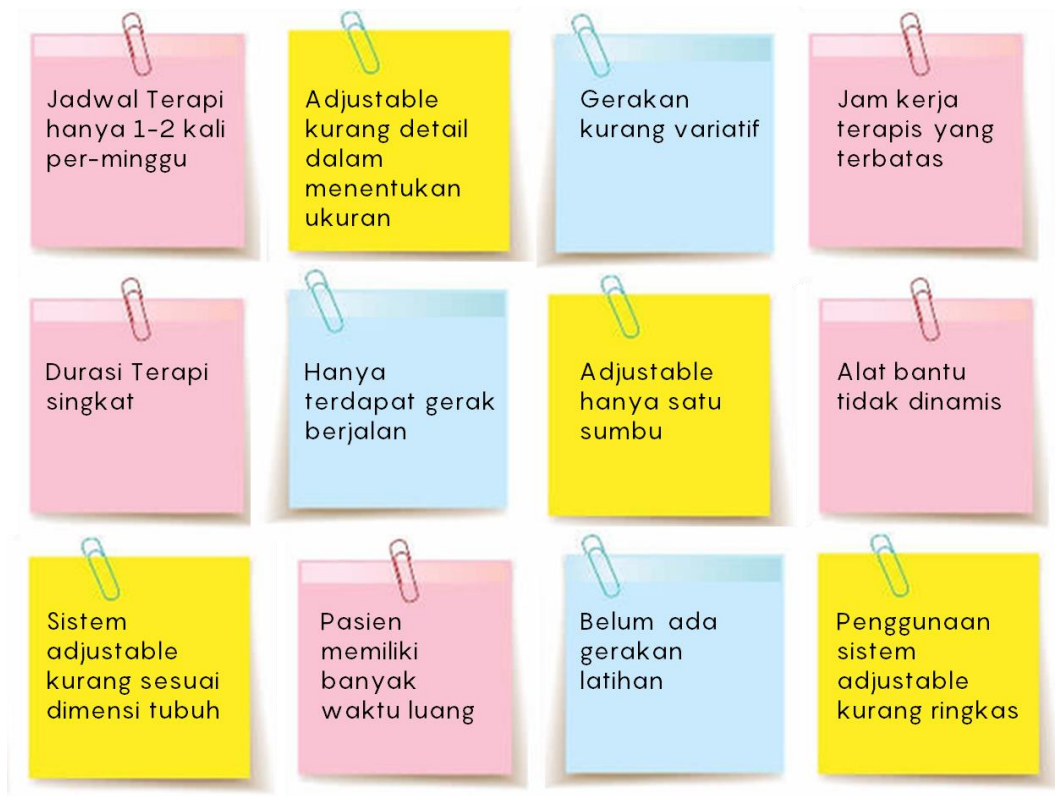 Jadwal Terapi
hanya 1-2 kali
per-minggu
Adjustable
kurang detail
dalam
menentukan
ukuran
Gerakan
kurang variatif
Jam kerja
terapis yang
terbatas
Durasi Terapi
singkat
Hanya
terdapat gerak
berjalan
Adjustable
hanya satu
sumbu
Alat bantu
tidak dinamis
Sistem
adjustable
kurang sesuai
dimensi tubuh
Pasien
memiliki
banyak
waktu luang
Belum ada
gerakan
latihan
Penggunaan
sistem
adjustable
kurang ringkas